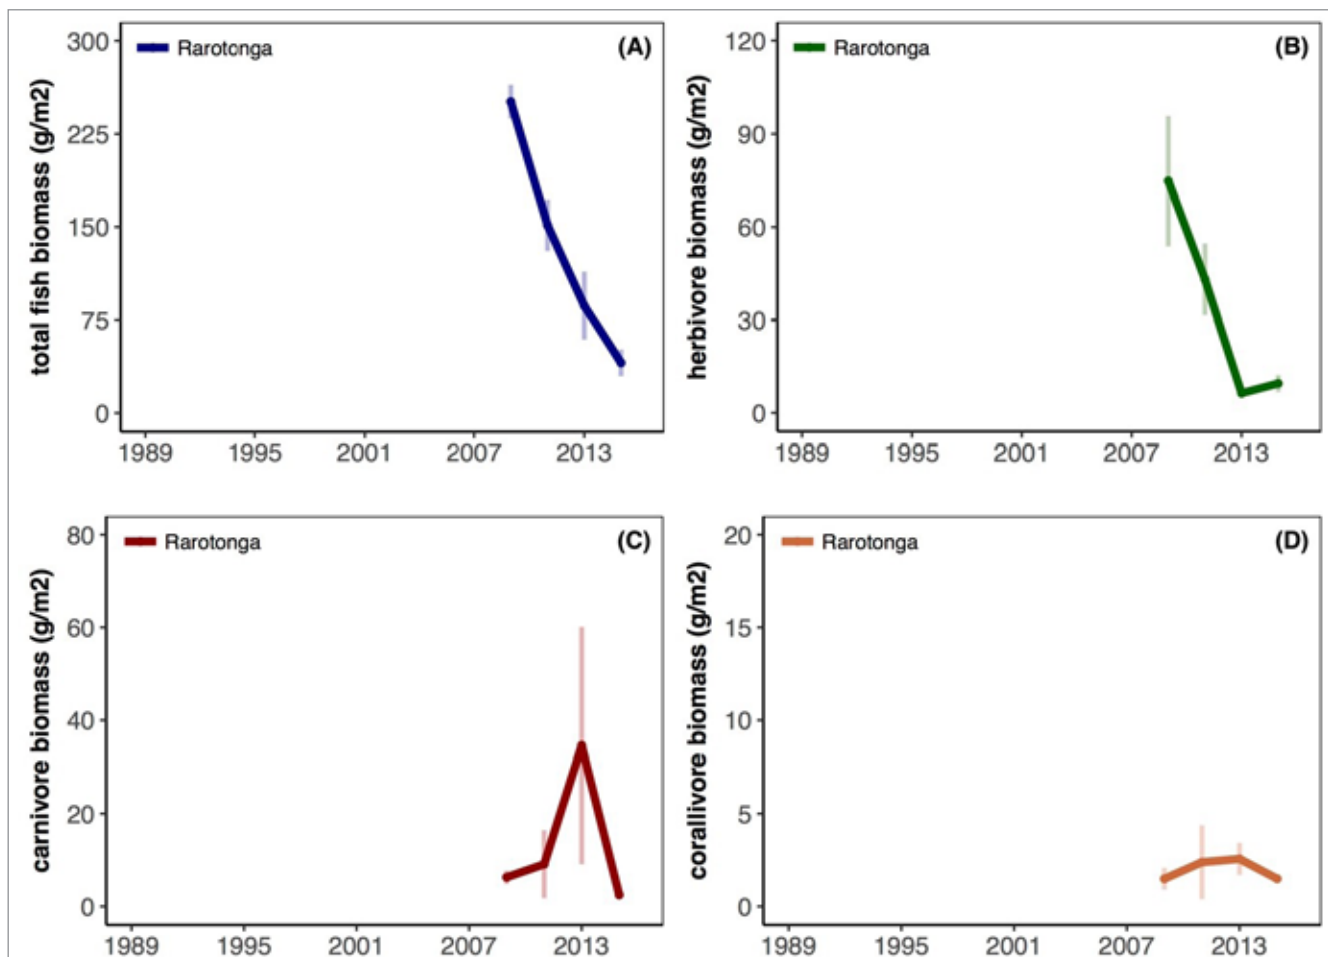 Rarotonga
(A)
total fish biomass (g/m2)
300
225
150
75
0
1989 1995 2001 2007 2013
Rarotonga
(B)
herbivore biomass (g/m2)
120
90
60
30
0
1989 1995 2001 2007 2013
Rarotonga
(C)
carnivore biomass (g/m2)
80
60
40
20
0
1989 1995 2001 2007 2013
Rarotonga
(D)
corallivore biomass (g/m2)
20
15
10
5
0
1989 1995 2001 2007 2013